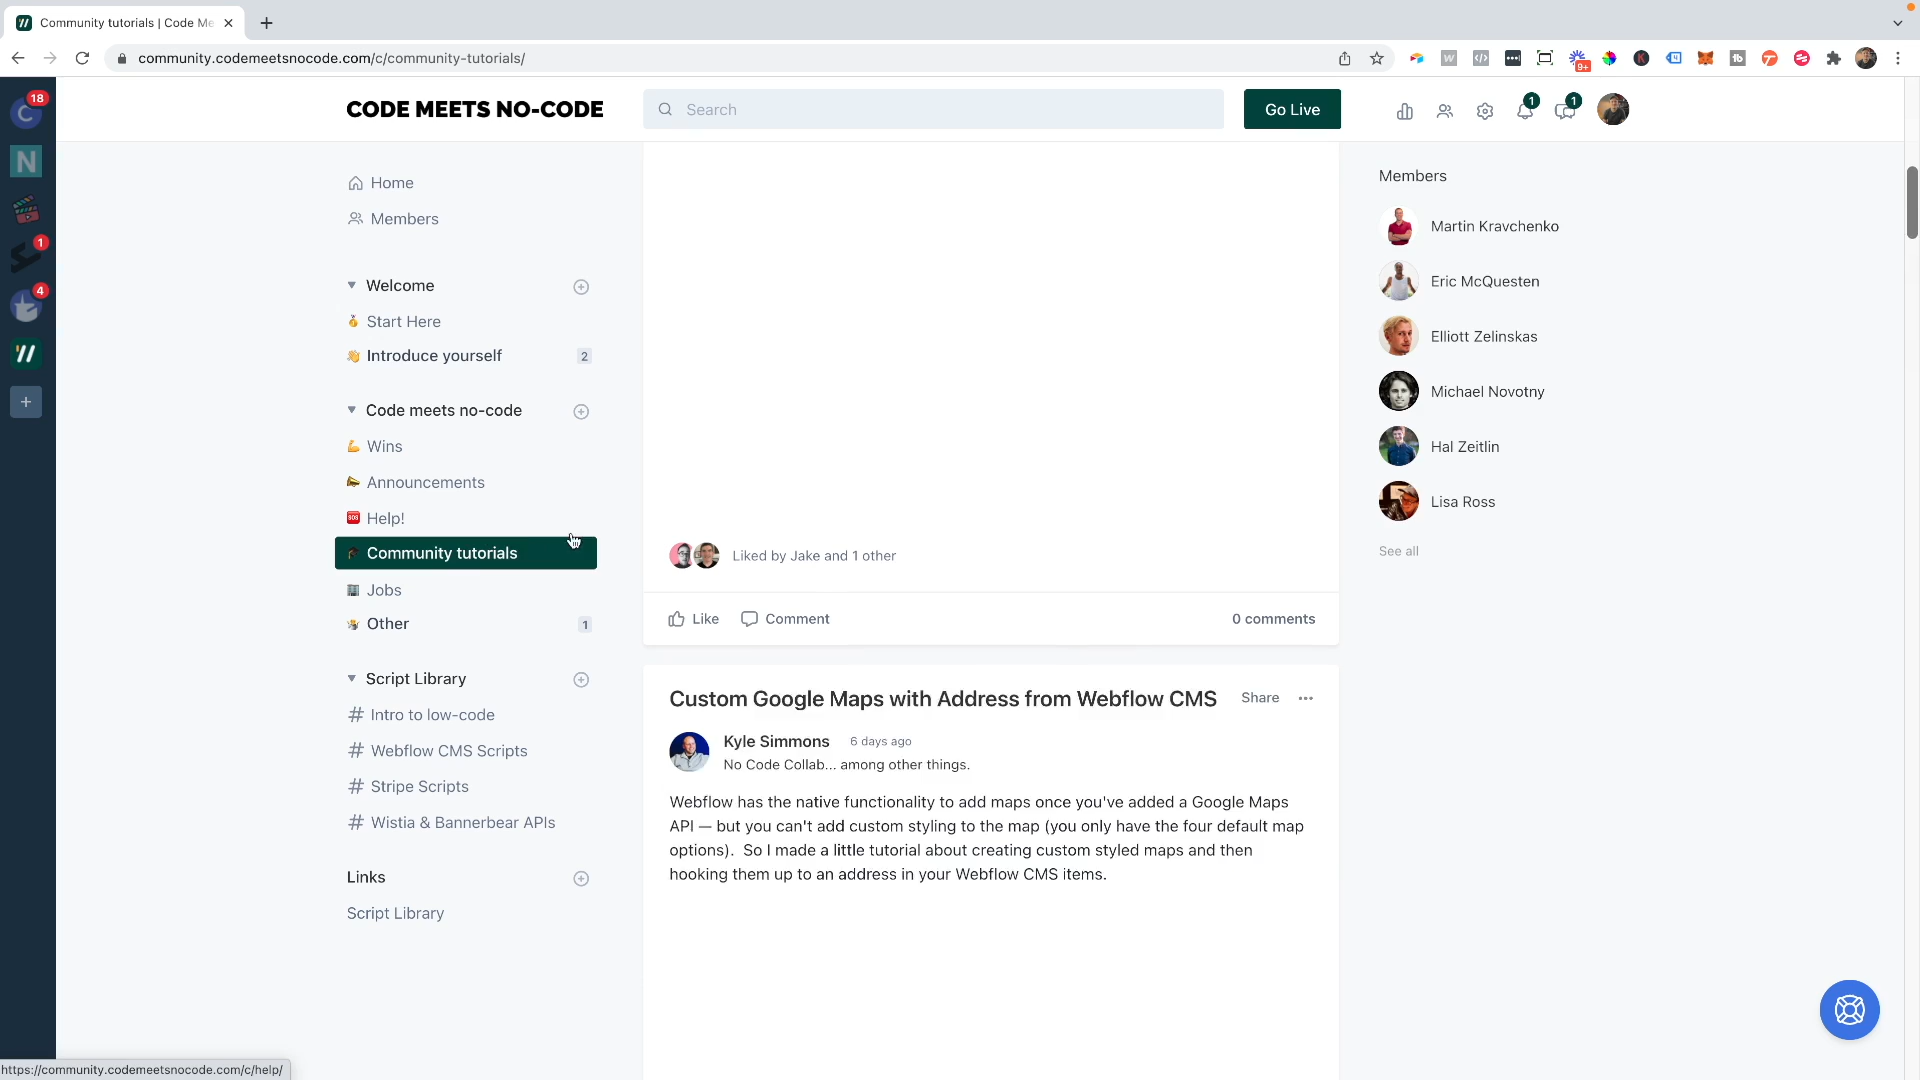 Community tutorials | Code Me
community.codemeetsnocode.com/c/community-tutorials/
9+
18
C
N
1
4
+
CODE MEETS NO-CODE
Search
Go Live
1
1
Home
Members
Welcome
Start Here
Introduce yourself
2
Code meets no-code
Wins
Announcements
Help!
Community tutorials
Jobs
Other
1
Script Library
# Intro to low-code
# Webflow CMS Scripts
# Stripe Scripts
# Wistia & Bannerbear APIs
Links
Script Library
Liked by Jake and 1 other
Like
Comment
0 comments
Custom Google Maps with Address from Webflow CMS
Share
Kyle Simmons
6 days ago
No Code Collab... among other things.
Webflow has the native functionality to add maps once you've added a Google Maps
API — but you can't add custom styling to the map (you only have the four default map
options).  So I made a little tutorial about creating custom styled maps and then
hooking them up to an address in your Webflow CMS items.
Members
Martin Kravchenko
Eric McQuesten
Elliott Zelinskas
Michael Novotny
Hal Zeitlin
Lisa Ross
See all
https://community.codemeetsnocode.com/c/help/